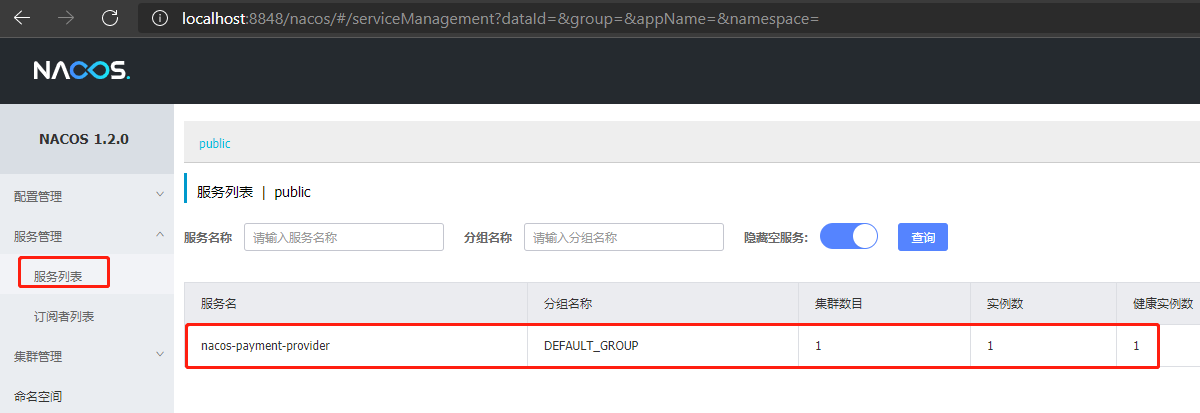 localhost:8848/nacos/#/serviceManagement?dataId=&group=&appName=&namespace=
NACOS.
NACOS 1.2.0
public
配置管理
服务列表 | public
服务管理
服务名称 请输入服务名称 分组名称 请输入分组名称 隐藏空服务: 查询
服务列表
服务名 分组名称 集群数目 实例数 健康实例数
订阅者列表
nacos-payment-provider DEFAULT_GROUP 1 1 1
集群管理
命名空间